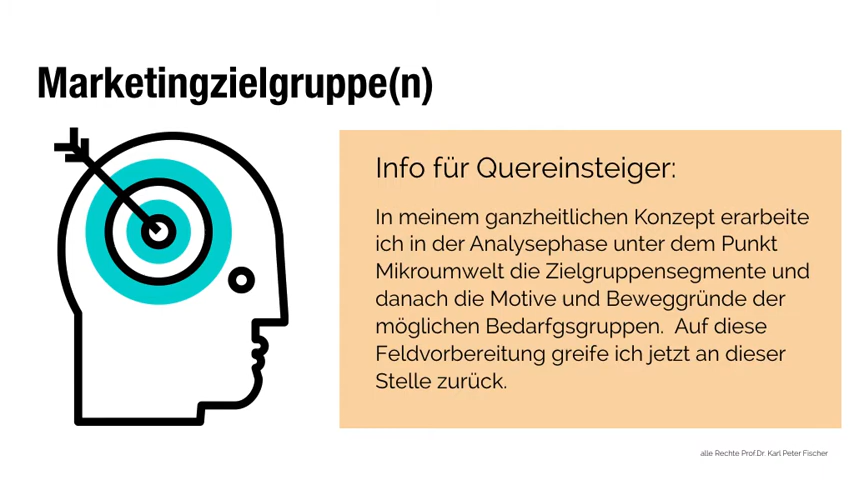 Marketingzielgruppe(n)
Info für Quereinsteiger:
In meinem ganzheitlichen Konzept erarbeite
ich in der Analysephase unter dem Punkt
Mikroumwelt die Zielgruppensegmente und
danach die Motive und Beweggründe der
möglichen Bedarfgsgruppen. Auf diese
Feldvorbereitung greife ich jetzt an dieser
Stelle zurück.
alle Rechte Prof.Dr. Karl Peter Fischer